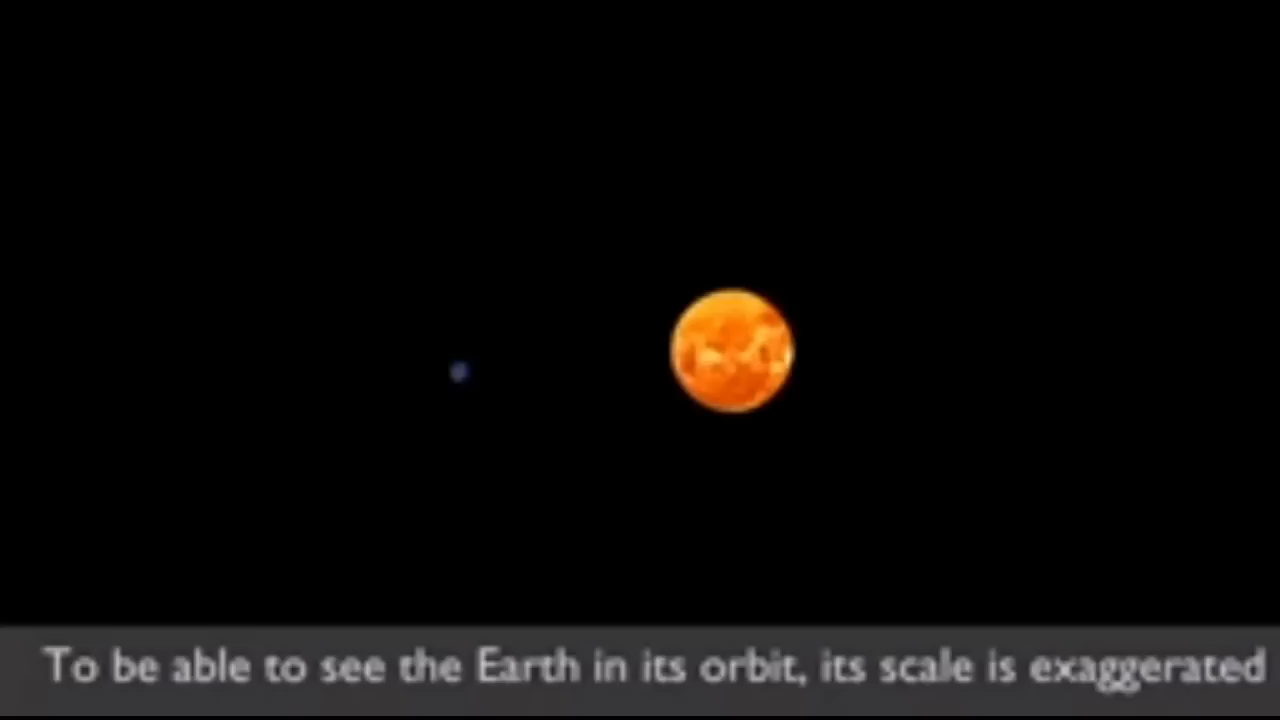 To be able to see the Earth in its orbit, its scale is exaggerated